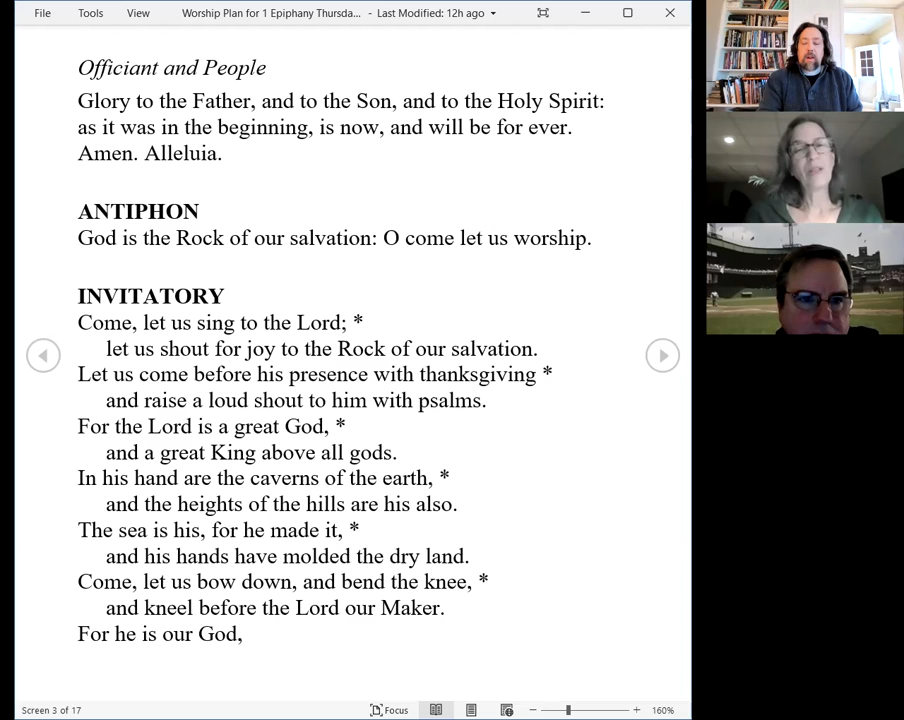 File Tools View Worship Plan for 1 Epiphany Thursda... - Last Modified: 12h ago
Officiant and People
Glory to the Father, and to the Son, and to the Holy Spirit:
as it was in the beginning, is now, and will be for ever.
Amen. Alleluia.
ANTIPHON
God is the Rock of our salvation: O come let us worship.
INVITATORY
Come, let us sing to the Lord; *
let us shout for joy to the Rock of our salvation.
Let us come before his presence with thanksgiving *
and raise a loud shout to him with psalms.
For the Lord is a great God, *
and a great King above all gods.
In his hand are the caverns of the earth, *
and the heights of the hills are his also.
The sea is his, for he made it, *
and his hands have molded the dry land.
Come, let us bow down, and bend the knee, *
and kneel before the Lord our Maker.
For he is our God,
Screen 3 of 17 Focus 160%